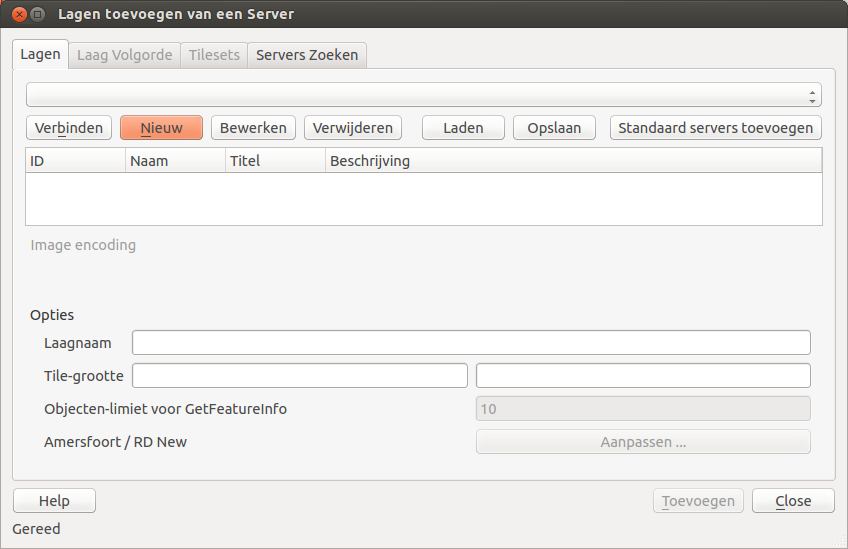 Lagen toevoegen van een Server
Lagen Laag Volgorde Tilesets Servers Zoeken
Verbinden Nieuw Bewerken Verwijderen Laden Opslaan Standaard servers toevoegen
ID Naam Titel Beschrijving
Image encoding
Opties
Laagnaam
Tile-grootte
Objecten-limiet voor GetFeatureInfo 10
Amersfoort / RD New Aanpassen ...
Help Toevoegen Close
Gereed